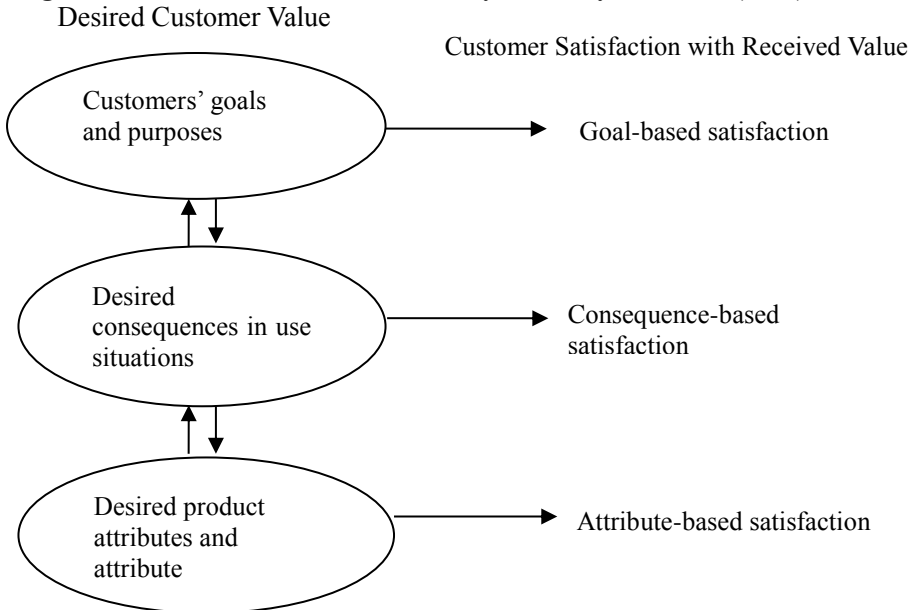 Desired Customer Value
Customer Satisfaction with Received Value
Customers’ goals
and purposes
Goal-based satisfaction
Desired
consequences in use
situations
Consequence-based
satisfaction
Desired product
attributes and
attribute
Attribute-based satisfaction